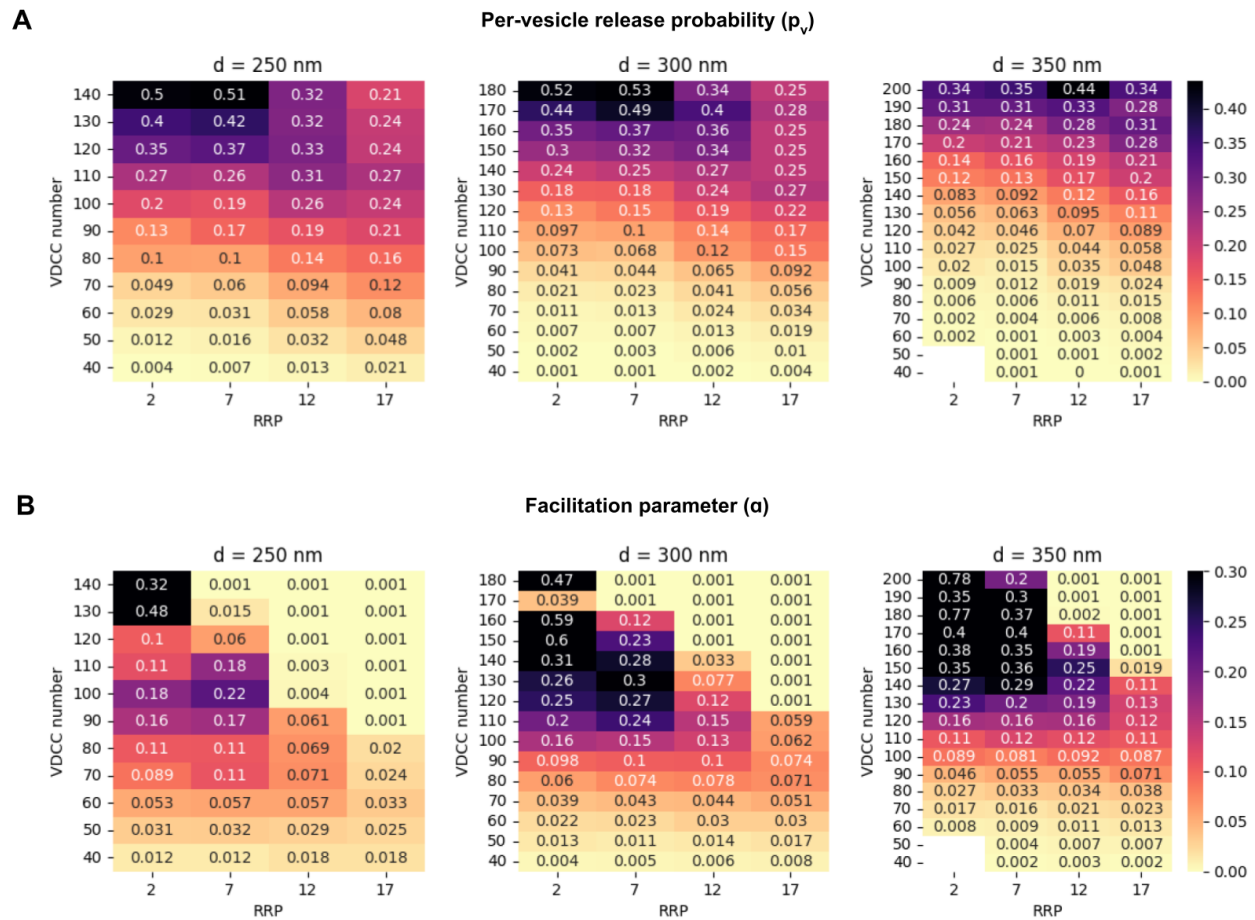 A
Per-vesicle release probability (pv)
d = 250 nm
d = 300 nm
d = 350 nm
VDCC number
140 0.5 0.51 0.32 0.21
130 0.4 0.42 0.32 0.24
120 0.35 0.37 0.33 0.24
110 0.27 0.26 0.31 0.27
100 0.2 0.19 0.26 0.24
90 0.13 0.17 0.19 0.21
80 0.1 0.1 0.14 0.16
70 0.049 0.06 0.094 0.12
60 0.029 0.031 0.058 0.08
50 0.012 0.016 0.032 0.048
40 0.004 0.007 0.013 0.021
2 7 12 17
RRP
VDCC number
180 0.52 0.53 0.34 0.25
170 0.44 0.49 0.4 0.28
160 0.35 0.37 0.36 0.25
150 0.3 0.32 0.34 0.25
140 0.24 0.25 0.27 0.25
130 0.18 0.18 0.24 0.27
120 0.13 0.15 0.19 0.22
110 0.097 0.1 0.14 0.17
100 0.073 0.068 0.12 0.15
90 0.041 0.044 0.065 0.092
80 0.021 0.023 0.041 0.056
70 0.011 0.013 0.024 0.034
60 0.007 0.007 0.013 0.019
50 0.002 0.003 0.006 0.01
40 0.001 0.001 0.002 0.004
2 7 12 17
RRP
VDCC number
200 0.34 0.35 0.44 0.34
190 0.31 0.31 0.33 0.28
180 0.24 0.24 0.28 0.31
170 0.2 0.21 0.23 0.28
160 0.14 0.16 0.19 0.21
150 0.12 0.13 0.17 0.2
140 0.083 0.092 0.12 0.16
130 0.056 0.063 0.095 0.11
120 0.042 0.046 0.07 0.089
110 0.027 0.025 0.044 0.058
100 0.02 0.015 0.035 0.048
90 0.009 0.012 0.019 0.024
80 0.006 0.006 0.011 0.015
70 0.002 0.004 0.006 0.008
60 0.002 0.001 0.003 0.004
50 0.001 0.001 0.002
40 0.001 0 0.001
2 7 12 17
RRP
0.40
0.35
0.30
0.25
0.20
0.15
0.10
0.05
0.00
B
Facilitation parameter (α)
d = 250 nm
d = 300 nm
d = 350 nm
VDCC number
140 0.32 0.001 0.001 0.001
130 0.48 0.015 0.001 0.001
120 0.1 0.06 0.001 0.001
110 0.11 0.18 0.003 0.001
100 0.18 0.22 0.004 0.001
90 0.16 0.17 0.061 0.001
80 0.11 0.11 0.069 0.02
70 0.089 0.11 0.071 0.024
60 0.053 0.057 0.057 0.033
50 0.031 0.032 0.029 0.025
40 0.012 0.012 0.018 0.018
2 7 12 17
RRP
VDCC number
180 0.47 0.001 0.001 0.001
170 0.039 0.001 0.001 0.001
160 0.59 0.12 0.001 0.001
150 0.6 0.23 0.001 0.001
140 0.31 0.28 0.033 0.001
130 0.26 0.3 0.077 0.001
120 0.25 0.27 0.12 0.001
110 0.2 0.24 0.15 0.059
100 0.16 0.15 0.13 0.062
90 0.098 0.1 0.1 0.074
80 0.06 0.074 0.078 0.071
70 0.039 0.043 0.044 0.051
60 0.022 0.023 0.03 0.03
50 0.013 0.011 0.014 0.017
40 0.004 0.005 0.006 0.008
2 7 12 17
RRP
VDCC number
200 0.78 0.2 0.001 0.001
190 0.35 0.3 0.001 0.001
180 0.77 0.37 0.002 0.001
170 0.4 0.4 0.11 0.001
160 0.38 0.35 0.19 0.001
150 0.35 0.36 0.25 0.019
140 0.27 0.29 0.22 0.11
130 0.23 0.2 0.19 0.13
120 0.16 0.16 0.16 0.12
110 0.11 0.12 0.12 0.11
100 0.089 0.081 0.092 0.087
90 0.046 0.055 0.055 0.071
80 0.027 0.033 0.034 0.038
70 0.017 0.016 0.021 0.023
60 0.008 0.009 0.011 0.013
50 0.004 0.007 0.007
40 0.002 0.003 0.002
2 7 12 17
RRP
0.30
0.25
0.20
0.15
0.10
0.05
0.00